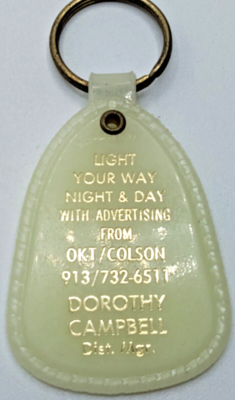 LIGHT
YOUR WAY
NIGHT & DAY
WITH ADVERTISING
FROM
OKT/COLSON
913/732-6511
DOROTHY
CAMPBELL
Dist. Mgr.